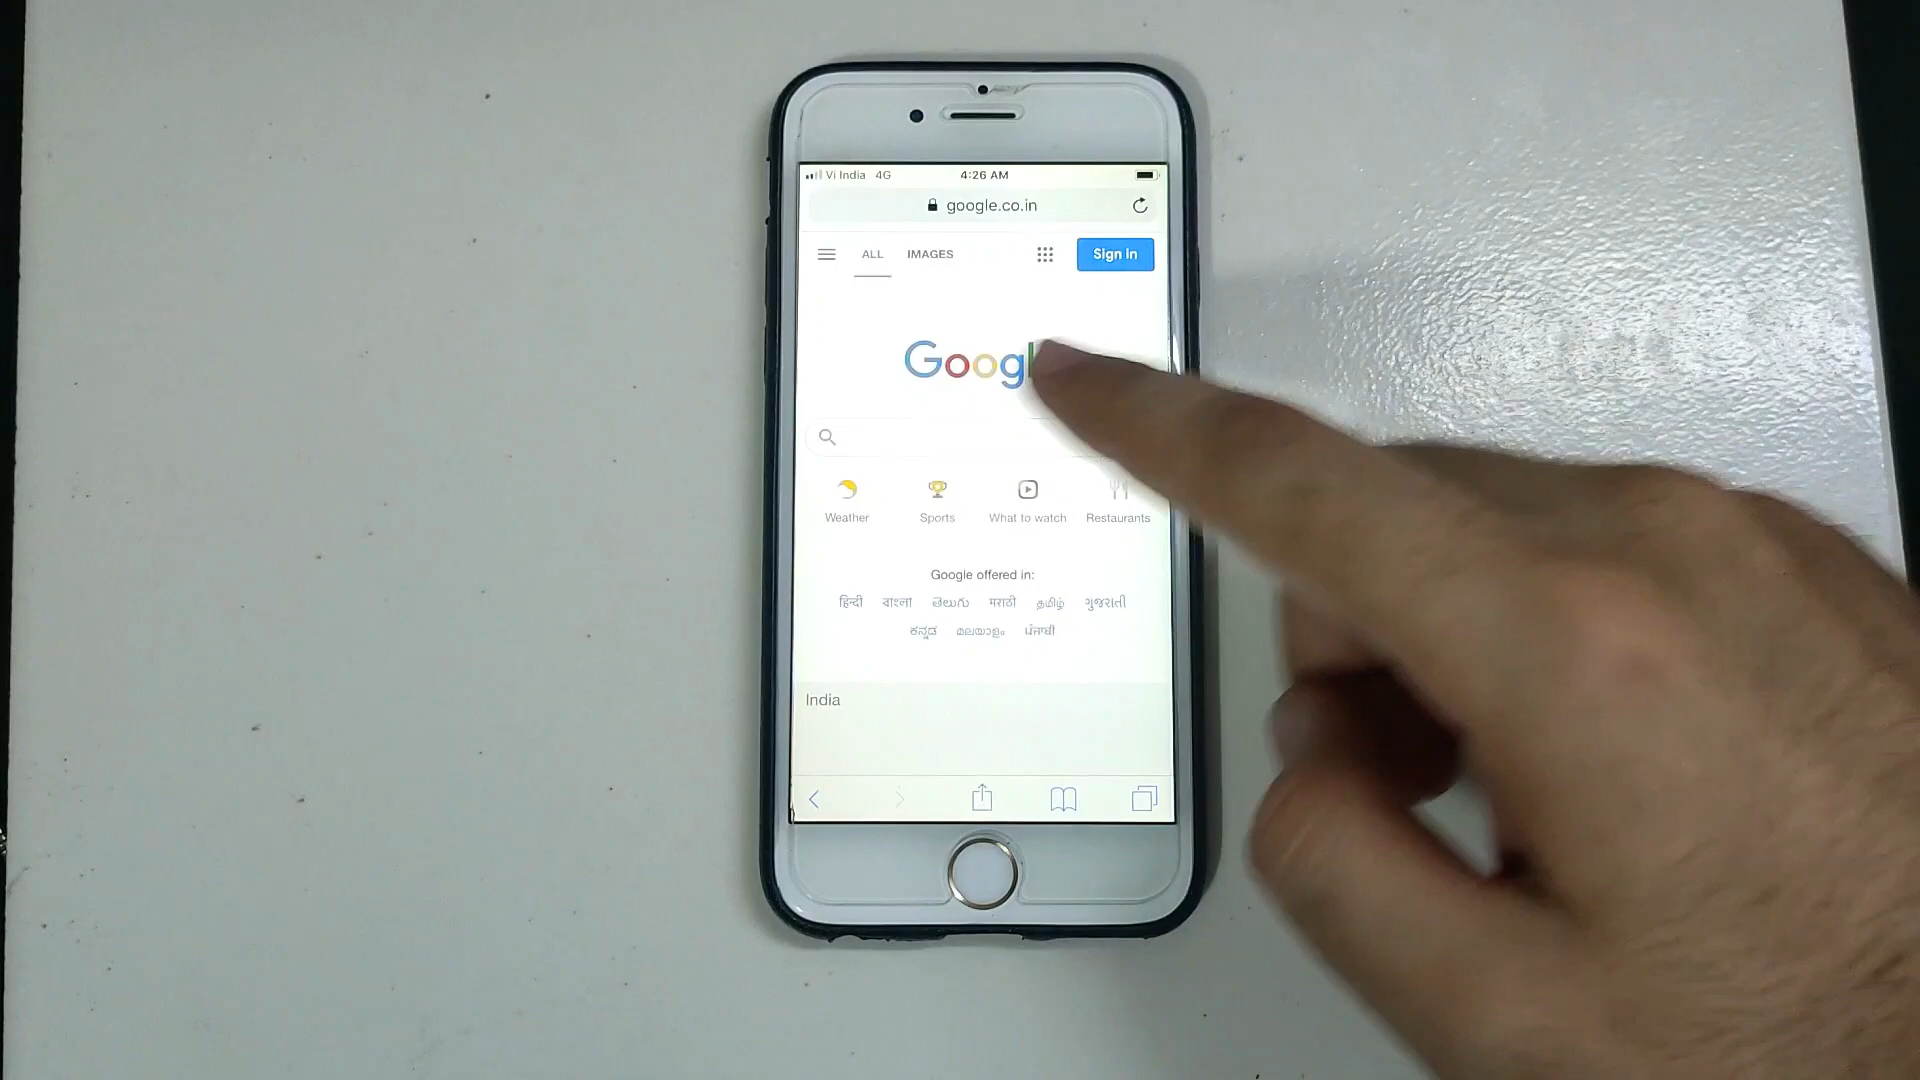 Vi India 4G 4:26 AM
google.co.in
ALL IMAGES Sign in
Googl
Weather Sports What to watch Restaurants
Google offered in:
हिन्दी বাংলা తెలుగు मराठी தமிழ் ગુજરાતી
ಕನ್ನಡ മലയാളം ਪੰਜਾਬੀ
India